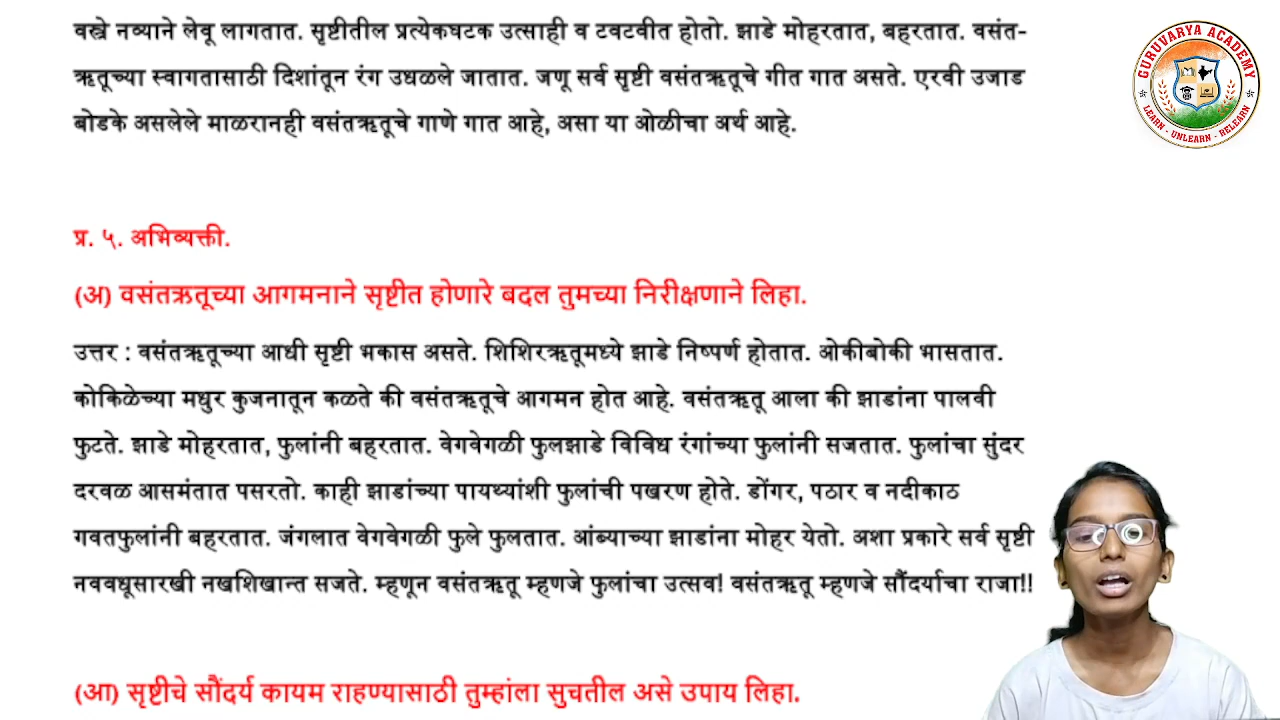 वस्त्रे नव्याने लेवू लागतात. सृष्टीतील प्रत्येकघटक उत्साही व टवटवीत होतो. झाडे मोहरतात, बहरतात. वसंत-
ऋतूच्या स्वागतासाठी दिशांतून रंग उधळले जातात. जणू सर्व सृष्टी वसंतऋतूचे गीत गात असते. एरवी उजाड
बोडके असलेले माळरानही वसंतऋतूचे गाणे गात आहे, असा या ओळीचा अर्थ आहे.
GURUVARYA ACADEMY
LEARN - UNLEARN - RELEARN
प्र. ५. अभिव्यक्ती.
(अ) वसंतऋतूच्या आगमनाने सृष्टीत होणारे बदल तुमच्या निरीक्षणाने लिहा.
उत्तर : वसंतऋतूच्या आधी सृष्टी भकास असते. शिशिरऋतूमध्ये झाडे निष्पर्ण होतात. ओकीबोकी भासतात.
कोकिळेच्या मधुर कुजनातून कळते की वसंतऋतूचे आगमन होत आहे. वसंतऋतू आला की झाडांना पालवी
फुटते. झाडे मोहरतात, फुलांनी बहरतात. वेगवेगळी फुलझाडे विविध रंगांच्या फुलांनी सजतात. फुलांचा सुंदर
दरवळ आसमंतात पसरतो. काही झाडांच्या पायथ्यांशी फुलांची पखरण होते. डोंगर, पठार व नदीकाठ
गवतफुलांनी बहरतात. जंगलात वेगवेगळी फुले फुलतात. आंब्याच्या झाडांना मोहर येतो. अशा प्रकारे सर्व सृष्टी
नववधूसारखी नखशिखान्त सजते. म्हणून वसंतऋतू म्हणजे फुलांचा उत्सव! वसंतऋतू म्हणजे सौंदर्याचा राजा!!
(आ) सृष्टीचे सौंदर्य कायम राहण्यासाठी तुम्हांला सुचतील असे उपाय लिहा.